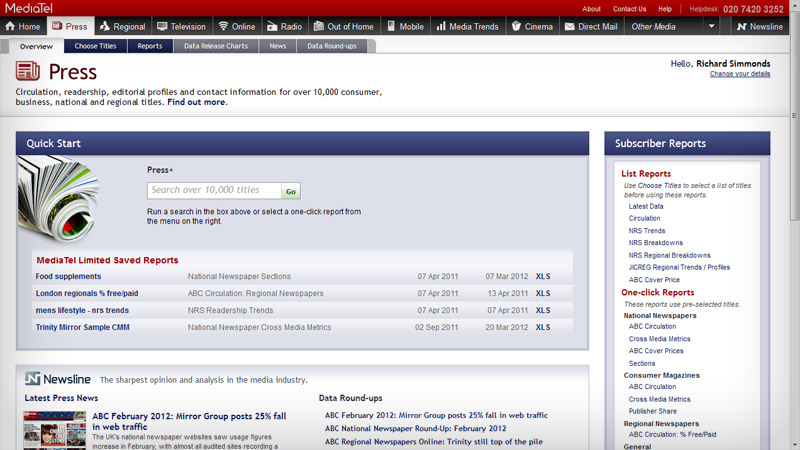 MediaTel
About Contact Us Help Helpdesk: 020 7420 3252
Home Press Regional Television Online Radio Out of Home Mobile Media Trends Cinema Direct Mail Other Media Newsline
Overview Choose Titles Reports Data Release Charts News Data Round-ups
Press
Hello, Richard Simmonds
Change your details
Circulation, readership, editorial profiles and contact information for over 10,000 consumer,
business, national and regional titles. Find out more.
Quick Start
Press+
Search over 10,000 titles Go
Run a search in the box above or select a one-click report from
the menu on the right.
MediaTel Limited Saved Reports
Food supplements National Newspaper Sections 07 Apr 2011 07 Mar 2012 XLS
London regionals % free/paid ABC Circulation: Regional Newspapers 07 Apr 2011 13 Apr 2011 XLS
mens lifestyle - nrs trends NRS Readership Trends 07 Apr 2011 07 Apr 2011 XLS
Trinity Mirror Sample CMM National Newspaper Cross Media Metrics 02 Sep 2011 20 Mar 2012 XLS
Newsline The sharpest opinion and analysis in the media industry.
Latest Press News
ABC February 2012: Mirror Group posts 25% fall
in web traffic
The UK's national newspaper websites saw usage figures
increase in February, with almost all audited sites recording a
Data Round-ups
ABC February 2012: Mirror Group posts 25% fall in web traffic
ABC National Newspaper Round-Up: February 2012
ABC Regional Newspapers Online: Trinity still top of the pile
Subscriber Reports
List Reports
Use Choose Titles to select a list of titles
before using these reports.
Latest Data
Circulation
NRS Trends
NRS Breakdowns
NRS Regional Breakdowns
JICREG Regional Trends / Profiles
ABC Cover Price
One-click Reports
These reports use pre-selected titles.
National Newspapers
ABC Circulation
Cross Media Metrics
ABC Cover Prices
Sections
Consumer Magazines
ABC Circulation
Cross Media Metrics
Publisher Share
Regional Newspapers
ABC Circulation: % Free/Paid
General